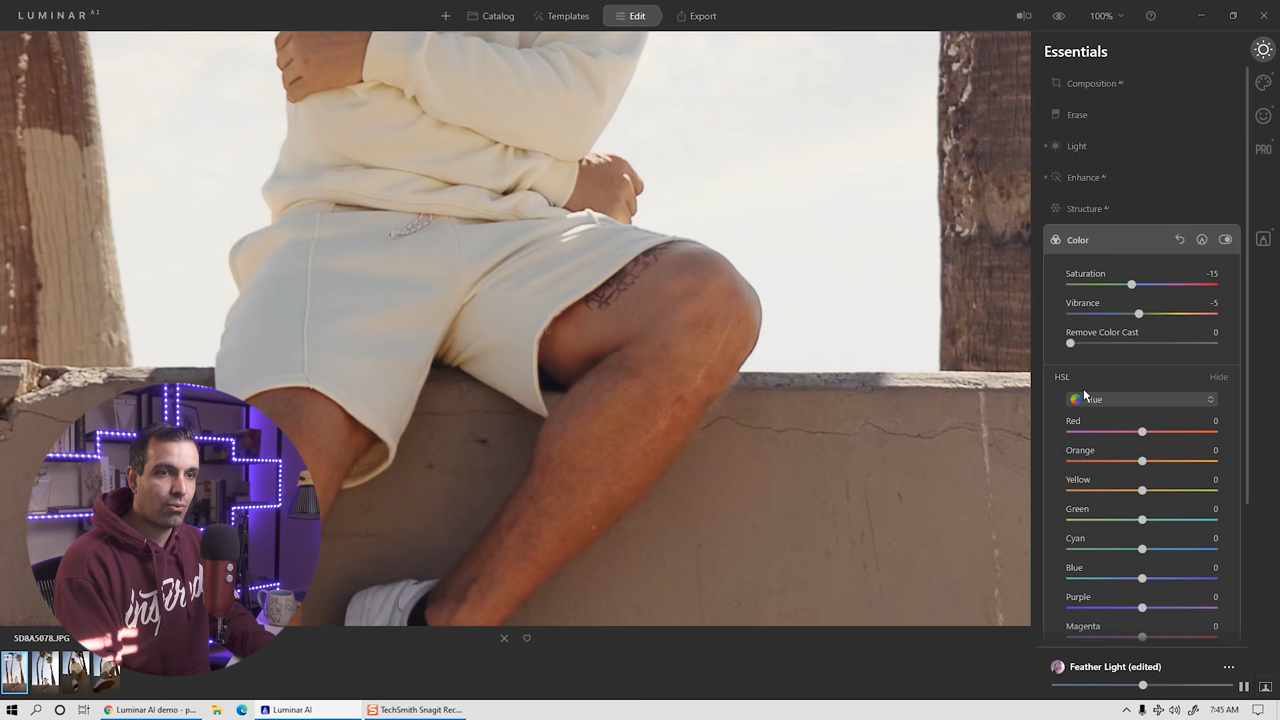 LUMINAR AI
Catalog
Templates
Edit
Export
100%
Essentials
Composition AI
Erase
Light
Enhance AI
Structure AI
Color
Saturation -15
Vibrance -5
Remove Color Cast 0
HSL Hide
Red 0
Orange 0
Yellow 0
Green 0
Cyan 0
Blue 0
Purple 0
Magenta 0
PRO
5D8A5078.JPG
Feather Light (edited)
Luminar AI demo - p...
Luminar AI
TechSmith Snagit Rec...
7:45 AM